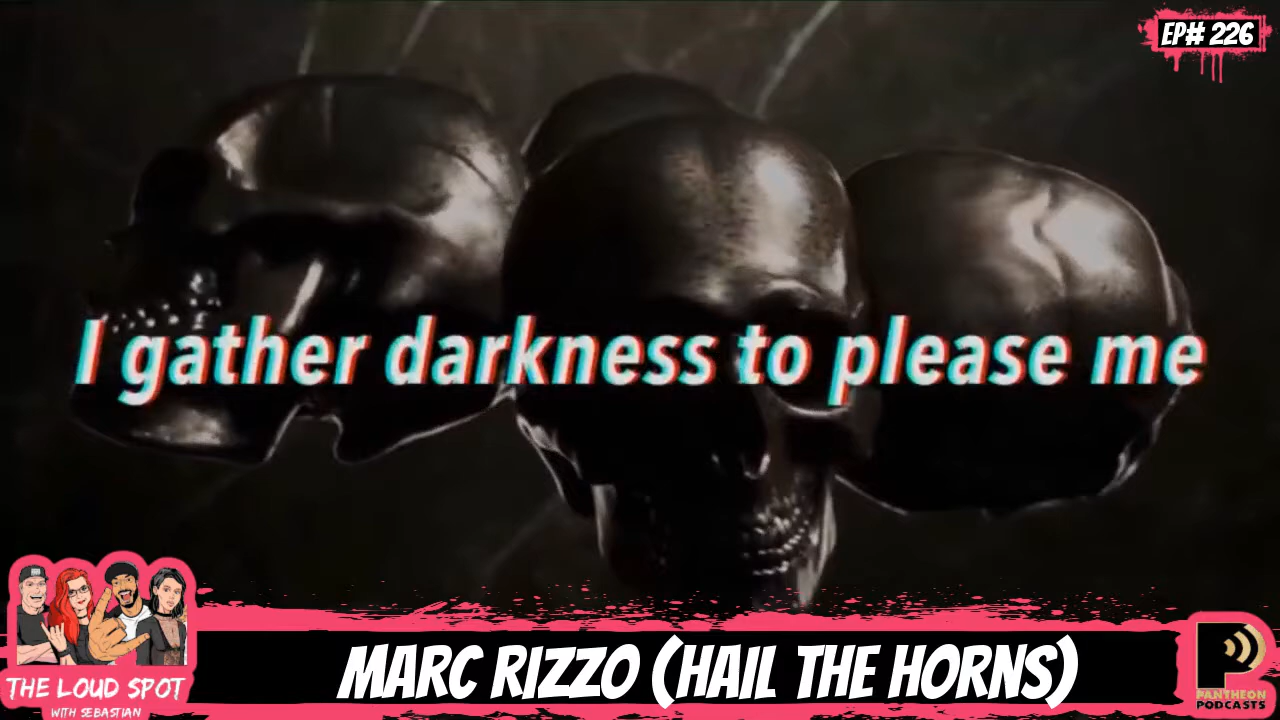 EP# 226
I gather darkness to please me
MARC RIZZO (HAIL THE HORNS)
THE LOUD SPOT
WITH SEBASTIAN
PANTHEON
PODCASTS